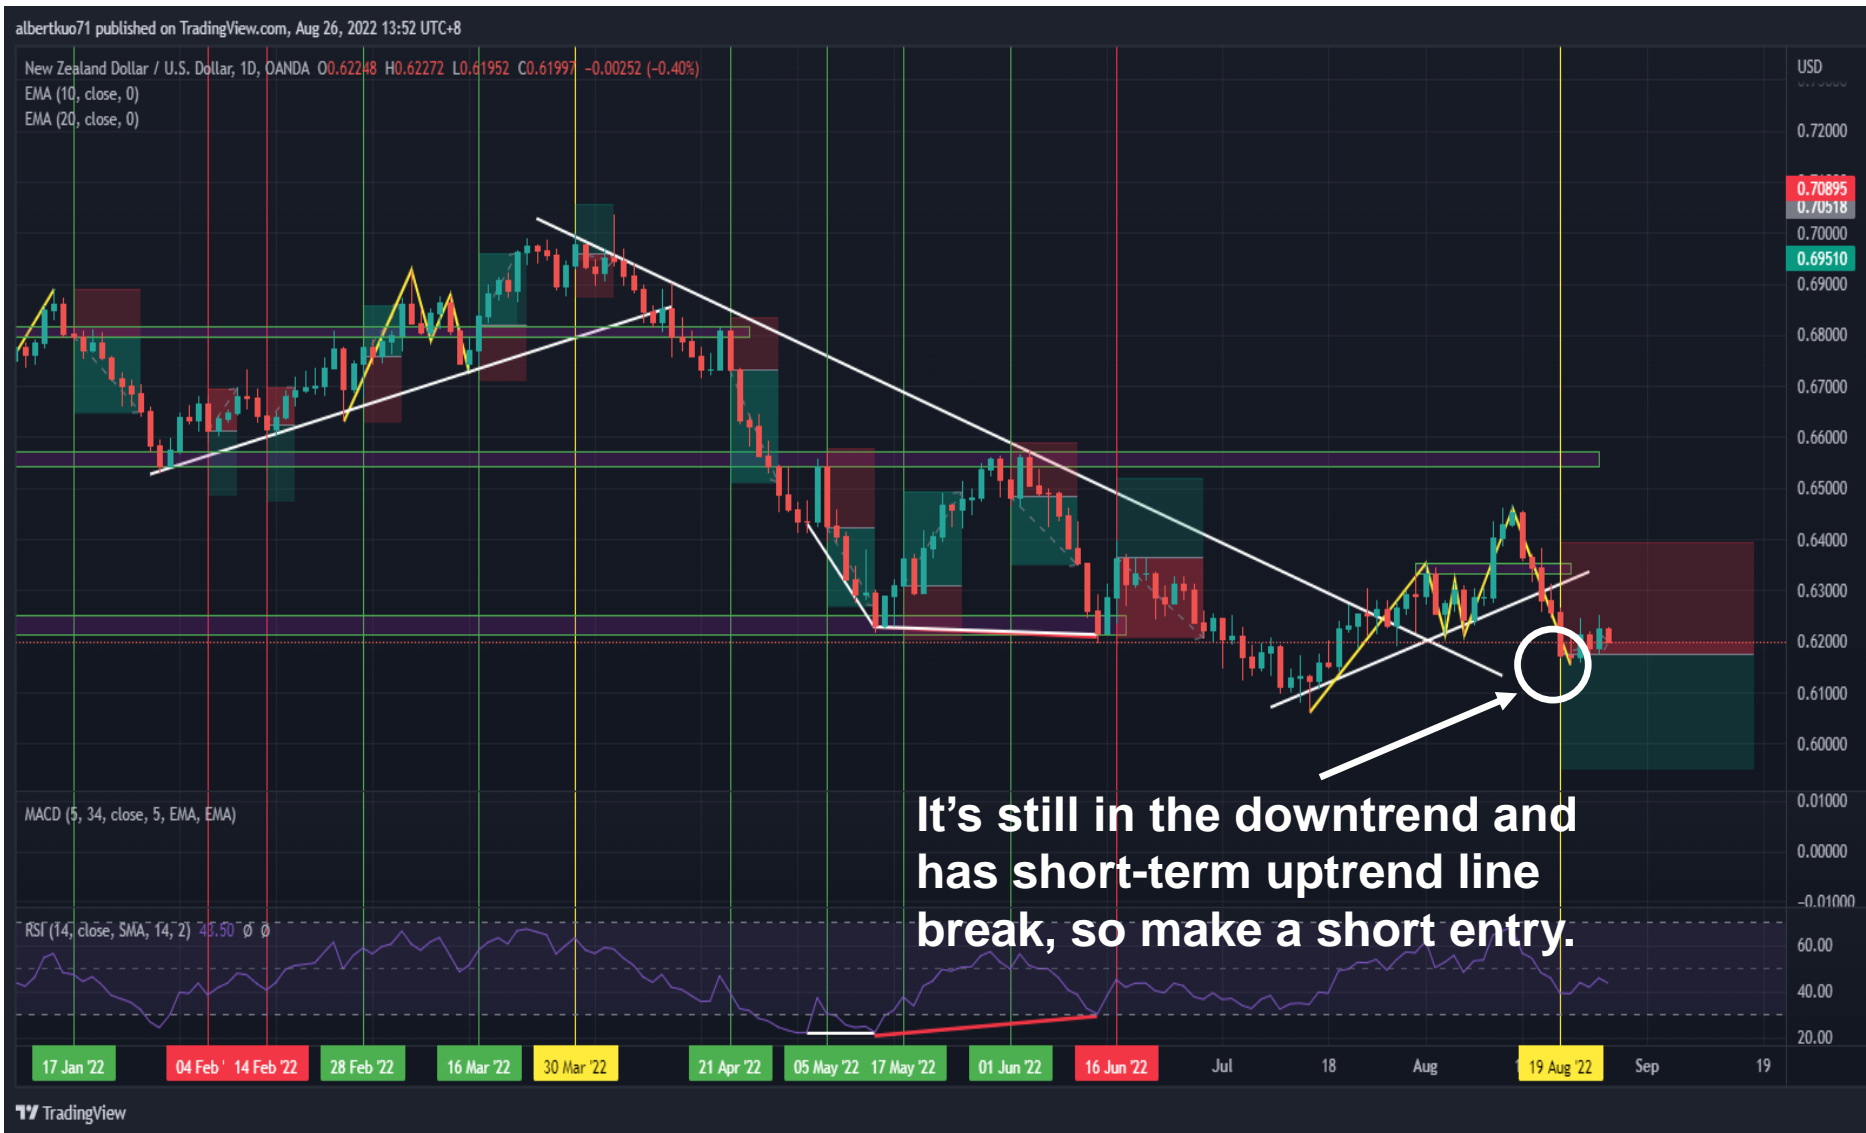 albertkuo71 published on TradingView.com, Aug 26, 2022 13:52 UTC+8
New Zealand Dollar / U.S. Dollar, 1D, OANDA O0.62248 H0.62272 L0.61952 C0.61997 −0.00252 (−0.40%)
EMA (10, close, 0)
EMA (20, close, 0)
USD
0.72000
0.70895
0.70518
0.70000
0.69510
0.69000
0.68000
0.67000
0.66000
0.65000
0.64000
0.63000
0.62000
0.61000
0.60000
It’s still in the downtrend and
has short-term uptrend line
break, so make a short entry.
MACD (5, 34, close, 5, EMA, EMA)
0.01000
0.00000
−0.01000
RSI (14, close, SMA, 14, 2) 43.50 Ø Ø
60.00
40.00
20.00
17 Jan '22 04 Feb ' 14 Feb '22 28 Feb '22 16 Mar '22 30 Mar '22 21 Apr '22 05 May '22 17 May '22 01 Jun '22 16 Jun '22 Jul 18 Aug 19 Aug '22 Sep 19
TradingView